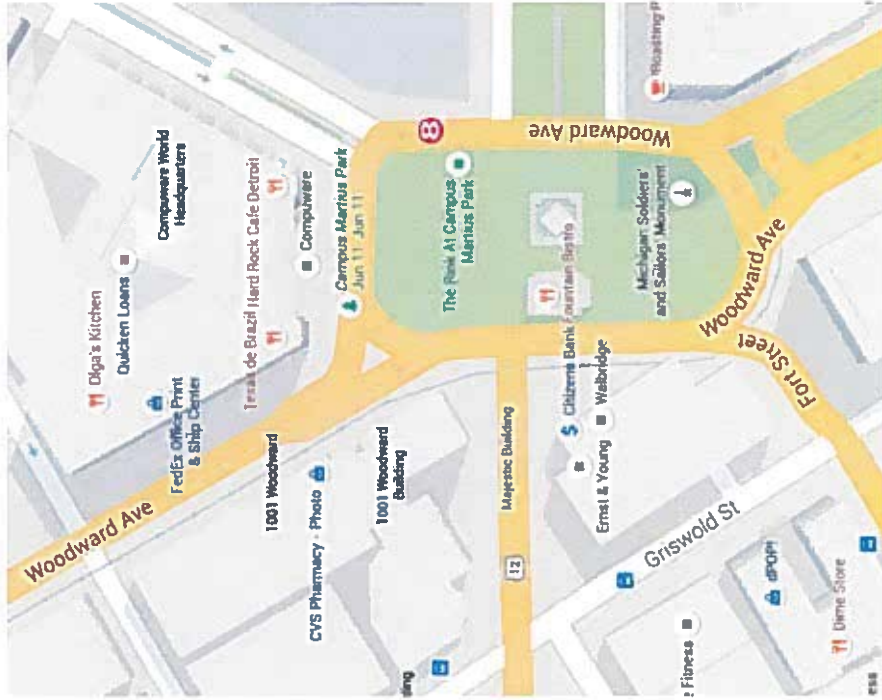 Compuware World
Headquarters
Olga's Kitchen
Quicken Loans
FedEx Office Print
& Ship Center
Texas de Brazil
Hard Rock Cafe Detroit
Compuware
Campus Martius Park
Jun 11 - Jun 11
8
Woodward Ave
The Rink At Campus
Martius Park
Michigan Soldiers'
and Sailors' Monument
Woodward Ave
Woodward Ave
1001 Woodward
CVS Pharmacy - Photo
1001 Woodward
Building
Majestic Building
12
$
Citizens Bank
Fountain Bistro
Ernst & Young
Walbridge
Fort Street
Griswold St
dPOP!
Dime Store
Fitness